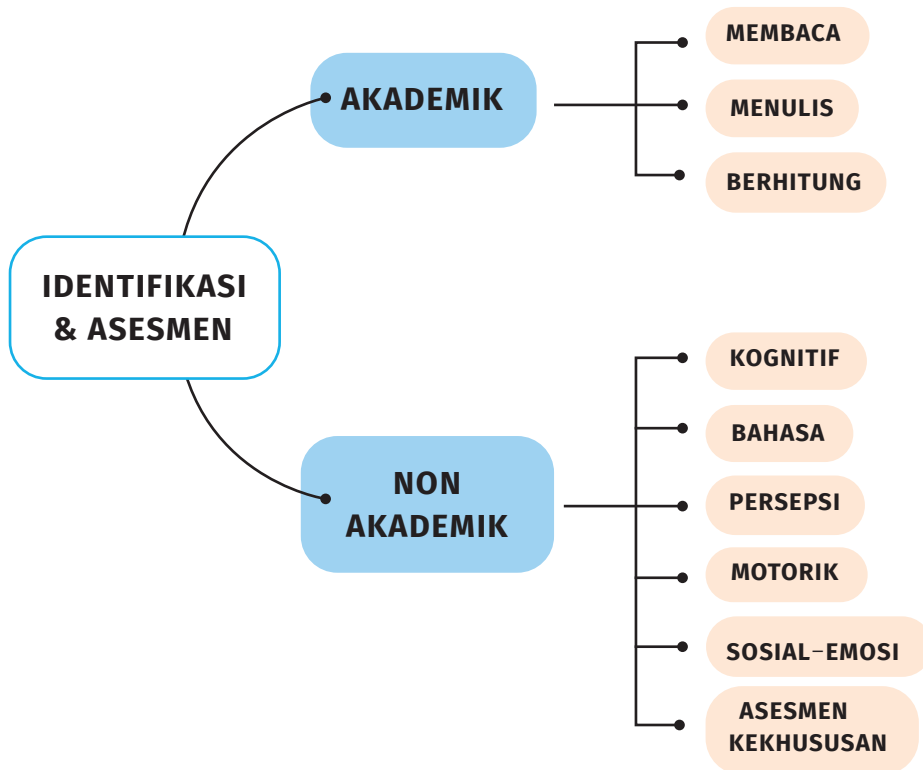 IDENTIFIKASI
& ASESMEN
AKADEMIK
MEMBACA
MENULIS
BERHITUNG
NON
AKADEMIK
KOGNITIF
BAHASA
PERSEPSI
MOTORIK
SOSIAL-EMOSI
ASESMEN
KEKHUSUSAN